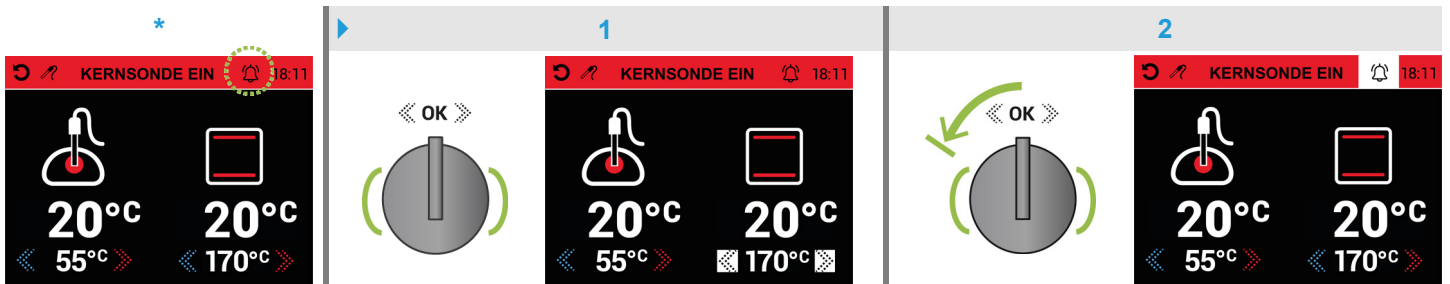 *
1
2
KERNSONDE EIN 18:11
20°C 20°C
55°C 170°C
OK
KERNSONDE EIN 18:11
20°C 20°C
55°C 170°C
OK
KERNSONDE EIN 18:11
20°C 20°C
55°C 170°C